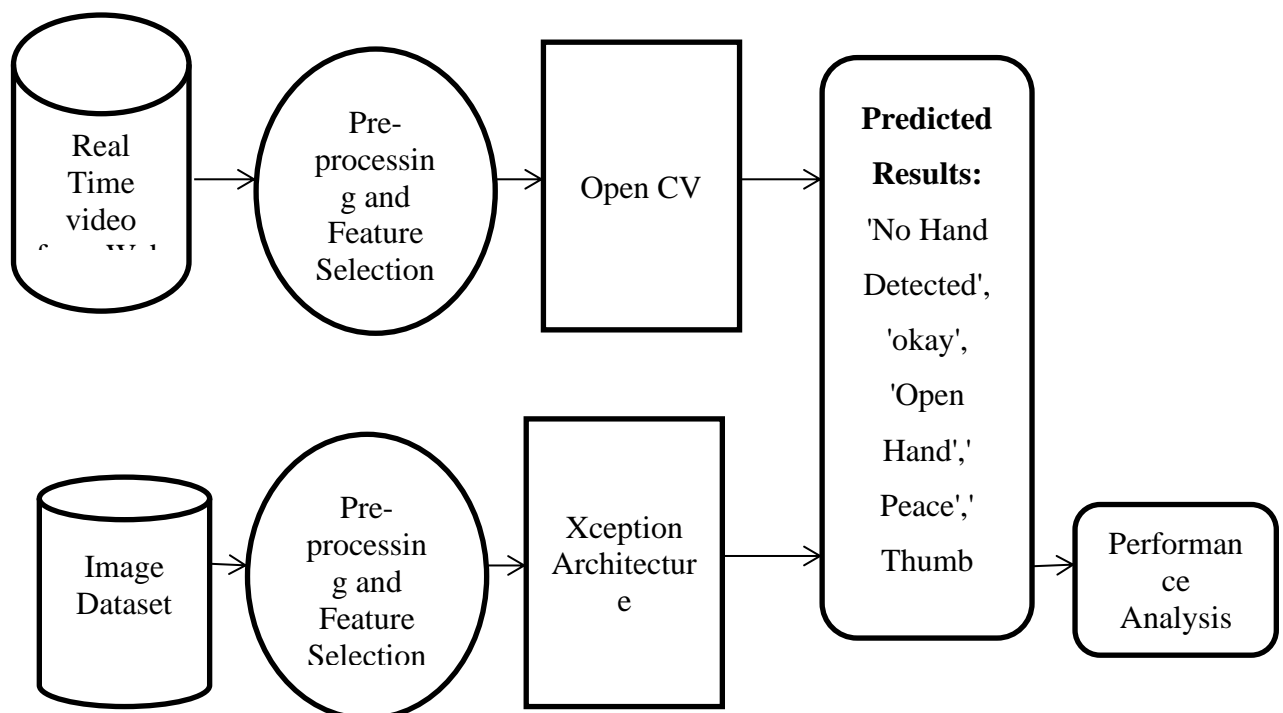 Real
Time
video
Pre-
processin
g and
Feature
Selection
Open CV
Predicted
Results:
'No Hand
Detected',
'okay',
'Open
Hand','
Peace','
Thumb
Image
Dataset
Pre-
processin
g and
Feature
Selection
Xception
Architectur
e
Performan
ce
Analysis